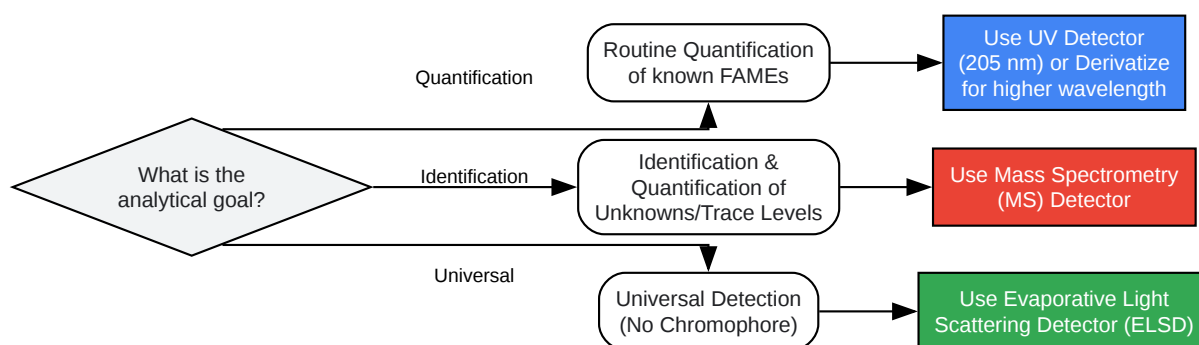 What is the
analytical goal?
Quantification
Routine Quantification
of known FAMEs
Use UV Detector
(205 nm) or Derivatize
for higher wavelength
Identification
Identification &
Quantification of
Unknowns/Trace Levels
Use Mass Spectrometry
(MS) Detector
Universal
Universal Detection
(No Chromophore)
Use Evaporative Light
Scattering Detector (ELSD)